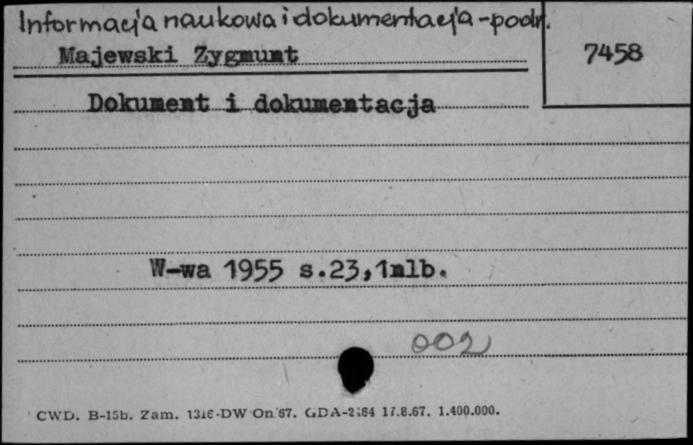 Informacja naukowa i dokumentacja - podr.
Majewski Zygmunt
7458
Dokument i dokumentacja
W-wa 1955 s.23,1nlb.
002
CWD. B-15b. Zam. 1316-DW On 67. GDA-2:64 17.8.67. 1.400.000.